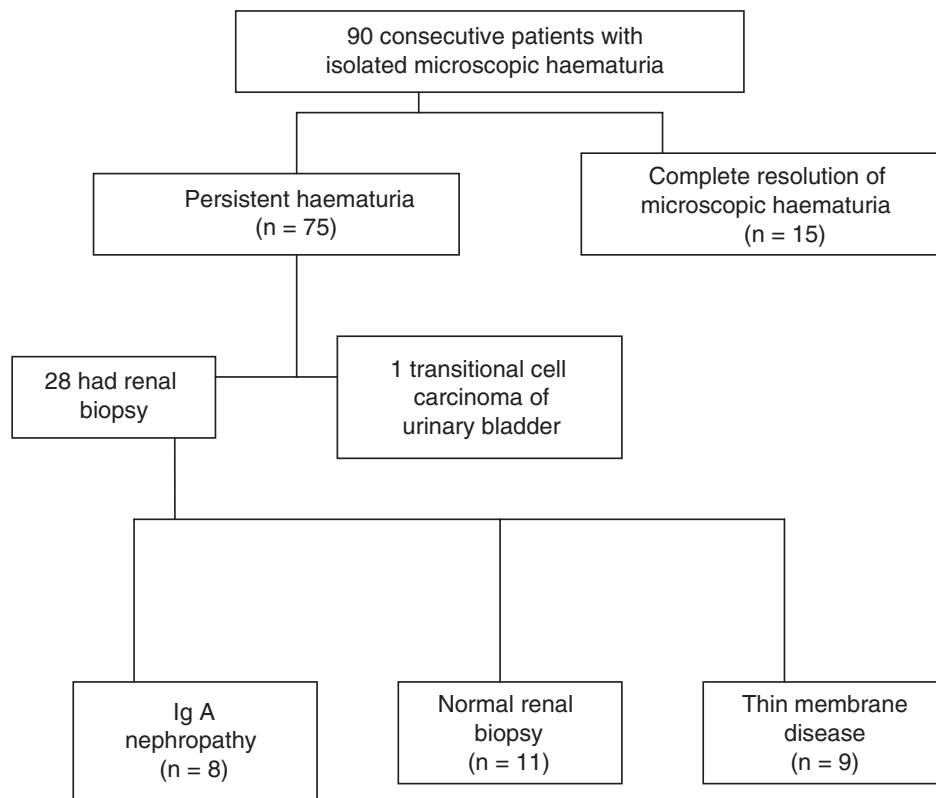 90 consecutive patients with
isolated microscopic haematuria
Persistent haematuria
(n = 75)
Complete resolution of
microscopic haematuria
(n = 15)
28 had renal
biopsy
1 transitional cell
carcinoma of
urinary bladder
Ig A
nephropathy
(n = 8)
Normal renal
biopsy
(n = 11)
Thin membrane
disease
(n = 9)